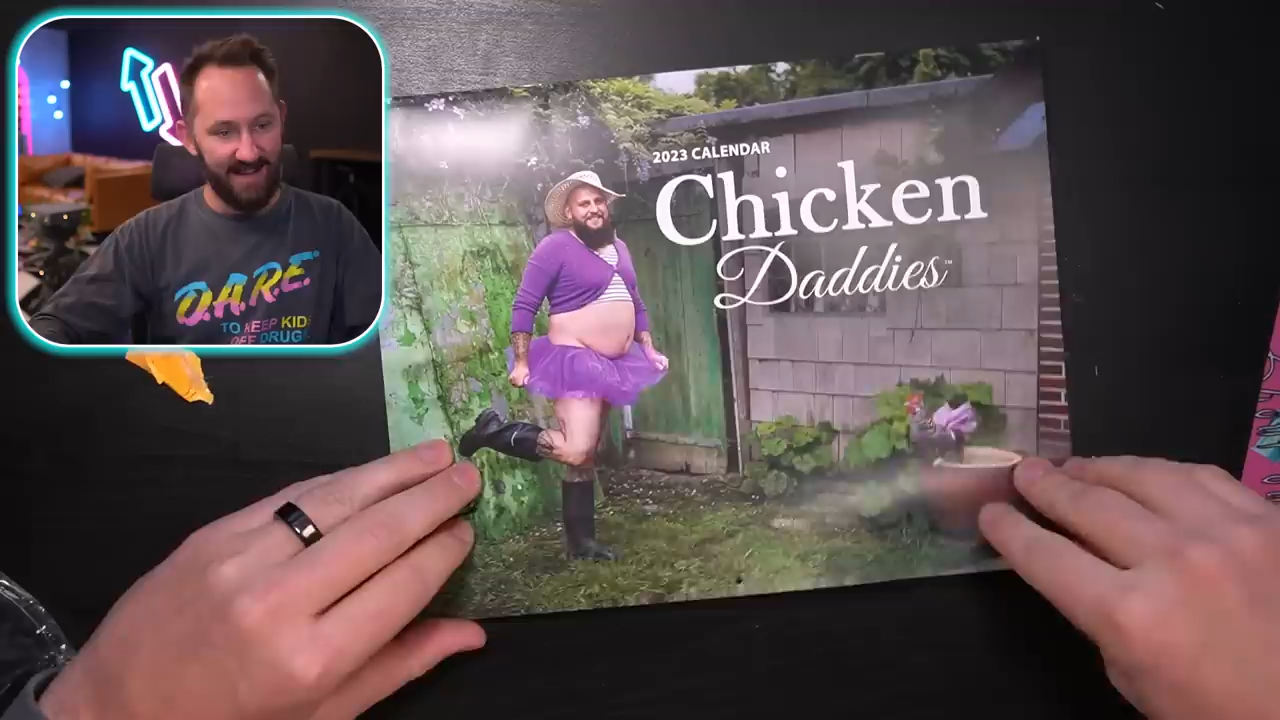 D.A.R.E.®
TO KEEP KIDS
OFF DRUGS
2023 CALENDAR
Chicken
Daddies™